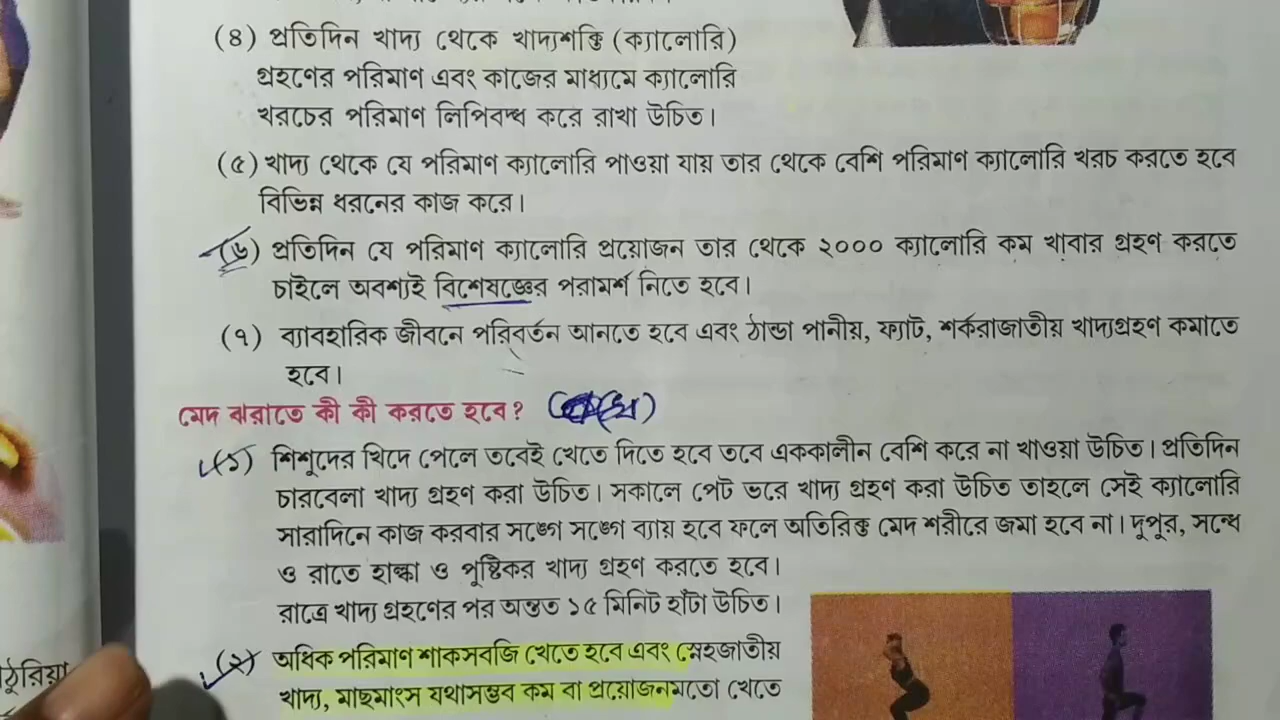 (৪) প্রতিদিন খাদ্য থেকে খাদ্যশক্তি (ক্যালোরি)
গ্রহণের পরিমাণ এবং কাজের মাধ্যমে ক্যালোরি
খরচের পরিমাণ লিপিবদ্ধ করে রাখা উচিত।
(৫) খাদ্য থেকে যে পরিমাণ ক্যালোরি পাওয়া যায় তার থেকে বেশি পরিমাণ ক্যালোরি খরচ করতে হবে
বিভিন্ন ধরনের কাজ করে।
(৬) প্রতিদিন যে পরিমাণ ক্যালোরি প্রয়োজন তার থেকে ২০০০ ক্যালোরি কম খাবার গ্রহণ করতে
চাইলে অবশ্যই বিশেষজ্ঞের পরামর্শ নিতে হবে।
(৭) ব্যাবহারিক জীবনে পরিবর্তন আনতে হবে এবং ঠান্ডা পানীয়, ফ্যাট, শর্করাজাতীয় খাদ্যগ্রহণ কমাতে
হবে।
মেদ ঝরাতে কী কী করতে হবে?
(১) শিশুদের খিদে পেলে তবেই খেতে দিতে হবে তবে এককালীন বেশি করে না খাওয়া উচিত। প্রতিদিন
চারবেলা খাদ্য গ্রহণ করা উচিত। সকালে পেট ভরে খাদ্য গ্রহণ করা উচিত তাহলে সেই ক্যালোরি
সারাদিনে কাজ করবার সঙ্গে সঙ্গে ব্যায় হবে ফলে অতিরিক্ত মেদ শরীরে জমা হবে না। দুপুর, সন্ধে
ও রাতে হাল্কা ও পুষ্টিকর খাদ্য গ্রহণ করতে হবে।
রাত্রে খাদ্য গ্রহণের পর অন্তত ১৫ মিনিট হাঁটা উচিত।
(২) অধিক পরিমাণ শাকসবজি খেতে হবে এবং স্নেহজাতীয়
খাদ্য, মাছমাংস যথাসম্ভব কম বা প্রয়োজনমতো খেতে